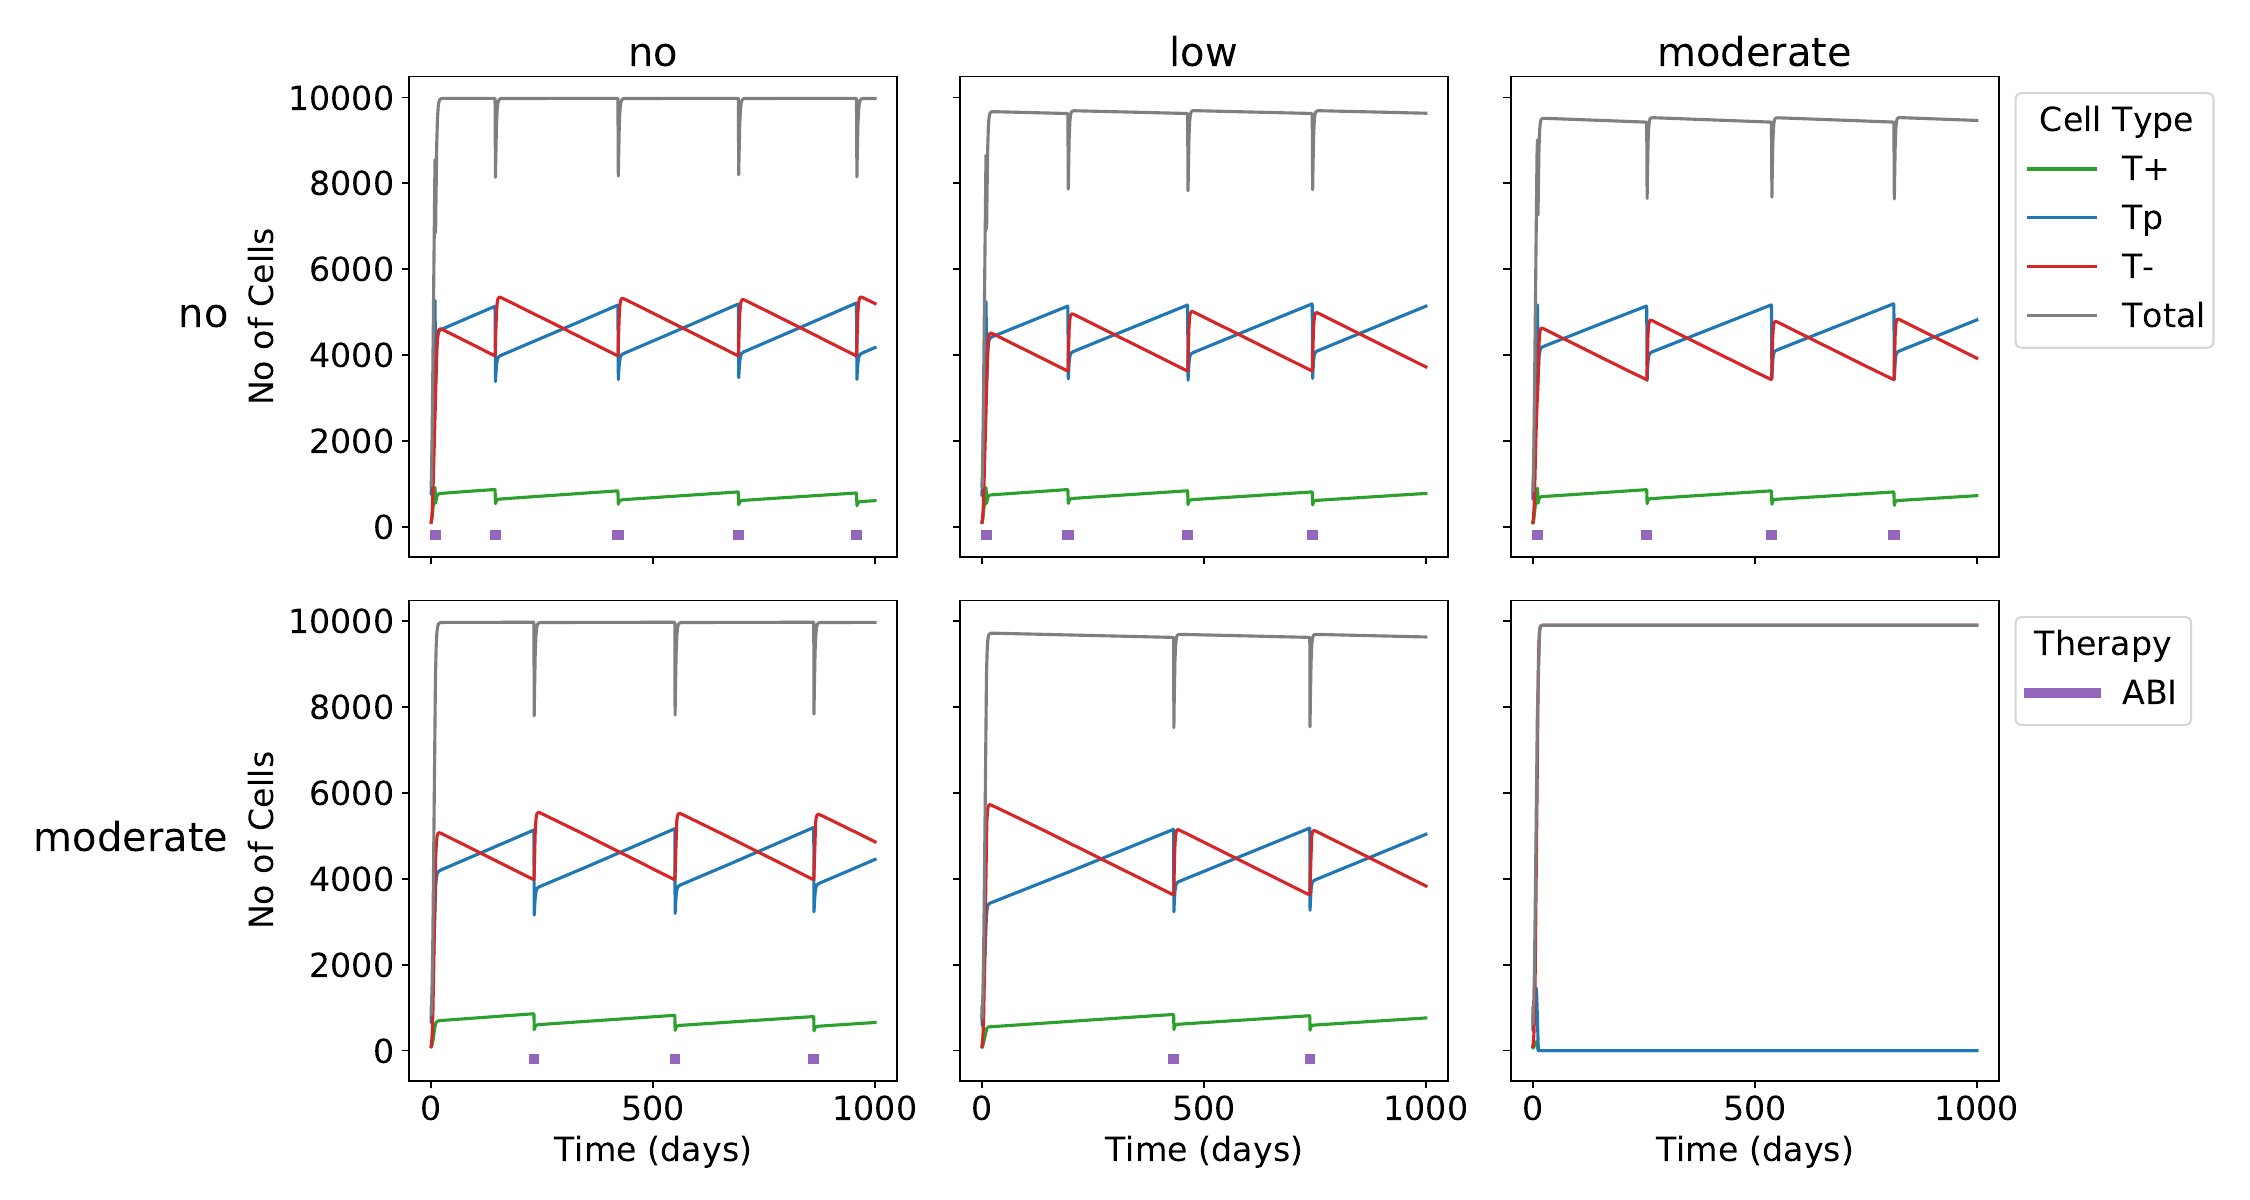 no low moderate
10000
8000
6000
4000
2000
0
No of Cells
no
Cell Type
T+
Tp
T-
Total
10000
8000
6000
4000
2000
0
No of Cells
moderate
Therapy
ABI
0 500 1000 0 500 1000 0 500 1000
Time (days) Time (days) Time (days)